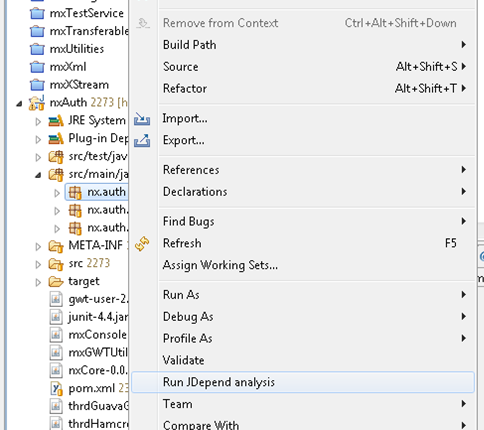 mxTestService
mxTransferable
mxUtilities
mxXml
mxXStream
nxAuth 2273 [h
JRE System
Plug-in Dep
src/test/jav
src/main/ja
nx.auth
nx.auth.
nx.auth.
META-INF
src 2273
target
gwt-user-2.
junit-4.4.jar
mxConsole
mxGWTUtil
nxCore-0.0.
pom.xml 23
thrdGuavaG
thrdHamcre
Remove from Context Ctrl+Alt+Shift+Down
Build Path
Source Alt+Shift+S
Refactor Alt+Shift+T
Import...
Export...
References
Declarations
Find Bugs
Refresh F5
Assign Working Sets...
Run As
Debug As
Profile As
Validate
Run JDepend analysis
Team
Compare With